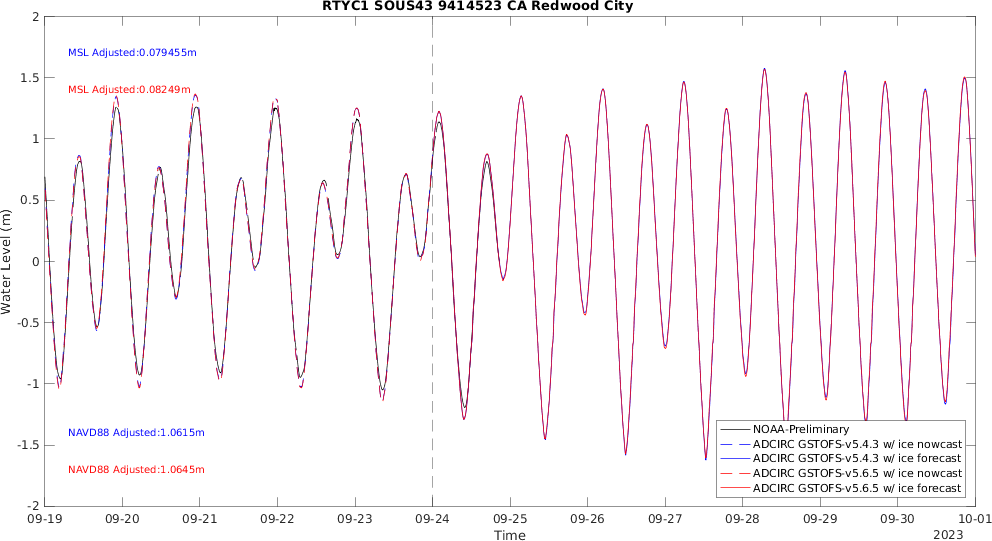 RTYC1 SOUS43 9414523 CA Redwood City
Water Level (m)
2
1.5
1
0.5
0
-0.5
-1
-1.5
-2
MSL Adjusted:0.079455m
MSL Adjusted:0.08249m
NAVD88 Adjusted:1.0615m
NAVD88 Adjusted:1.0645m
NOAA-Preliminary
ADCIRC GSTOFS-v5.4.3 w/ ice nowcast
ADCIRC GSTOFS-v5.4.3 w/ ice forecast
ADCIRC GSTOFS-v5.6.5 w/ ice nowcast
ADCIRC GSTOFS-v5.6.5 w/ ice forecast
09-19 09-20 09-21 09-22 09-23 09-24 09-25 09-26 09-27 09-28 09-29 09-30 10-01
Time
2023